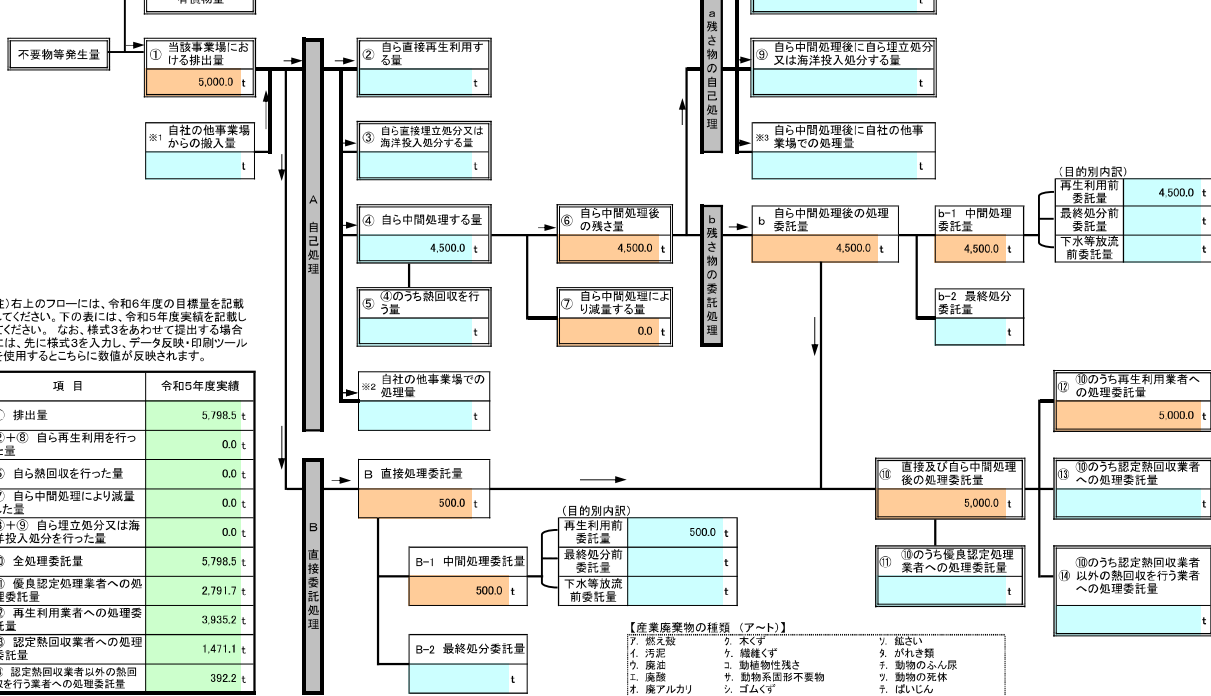 有価物量
不要物等発生量
① 当該事業場にお
ける排出量
5,000.0 t
※1 自社の他事業場
からの搬入量
t
A 自己処理
② 自ら直接再生利用す
る量
t
③ 自ら直接埋立処分又は
海洋投入処分する量
t
④ 自ら中間処理する量
4,500.0 t
⑤ ④のうち熱回収を行
う量
t
※2 自社の他事業場での
処理量
t
⑥ 自ら中間処理後
の残さ量
4,500.0 t
⑦ 自ら中間処理によ
り減量する量
0.0 t
a 残さ物の自己処理
t
⑨ 自ら中間処理後に自ら埋立処分
又は海洋投入処分する量
t
※3 自ら中間処理後に自社の他事
業場での処理量
t
b 残さ物の委託処理
b 自ら中間処理後の処理
委託量
4,500.0 t
b-1 中間処理
委託量
4,500.0 t
b-2 最終処分
委託量
t
(目的別内訳)
再生利用前
委託量
4,500.0 t
最終処分前
委託量
t
下水等放流
前委託量
t
注)右上のフローには、令和6年度の目標量を記載
してください。下の表には、令和5年度実績を記載し
てください。 なお、様式3をあわせて提出する場合
には、先に様式3を入力し、データ反映・印刷ツール
を使用するとこちらに数値が反映されます。
項 目 令和5年度実績
排出量 5,798.5 t
②+⑧ 自ら再生利用を行っ
た量 0.0 t
自ら熱回収を行った量 0.0 t
自ら中間処理により減量
した量 0.0 t
③+⑨ 自ら埋立処分又は海
洋投入処分を行った量 0.0 t
全処理委託量 5,798.5 t
優良認定処理業者への処
理委託量 2,791.7 t
再生利用業者への処理委
託量 3,935.2 t
認定熱回収業者への処理
委託量 1,471.1 t
認定熱回収業者以外の熱回
収を行う業者への処理委託量 392.2 t
B 直接委託処理
B 直接処理委託量
500.0 t
B-1 中間処理委託量
500.0 t
B-2 最終処分委託量
t
(目的別内訳)
再生利用前
委託量
500.0 t
最終処分前
委託量
t
下水等放流
前委託量
t
⑩ 直接及び自ら中間処理
後の処理委託量
5,000.0 t
⑪ ⑩のうち優良認定処理
業者への処理委託量
t
⑫ ⑩のうち再生利用業者へ
の処理委託量
5,000.0 t
⑬ ⑩のうち認定熱回収業者
への処理委託量
t
⑭ ⑩のうち認定熱回収業者
以外の熱回収を行う業者
への処理委託量
t
【産業廃棄物の種類 (ア～ト)】
ア. 燃え殻 ク. 木くず ソ. 鉱さい
イ. 汚泥 ケ. 繊維くず タ. がれき類
ウ. 廃油 コ. 動植物性残さ チ. 動物のふん尿
エ. 廃酸 サ. 動物系固形不要物 ツ. 動物の死体
オ. 廃アルカリ シ. ゴムくず テ. ばいじん